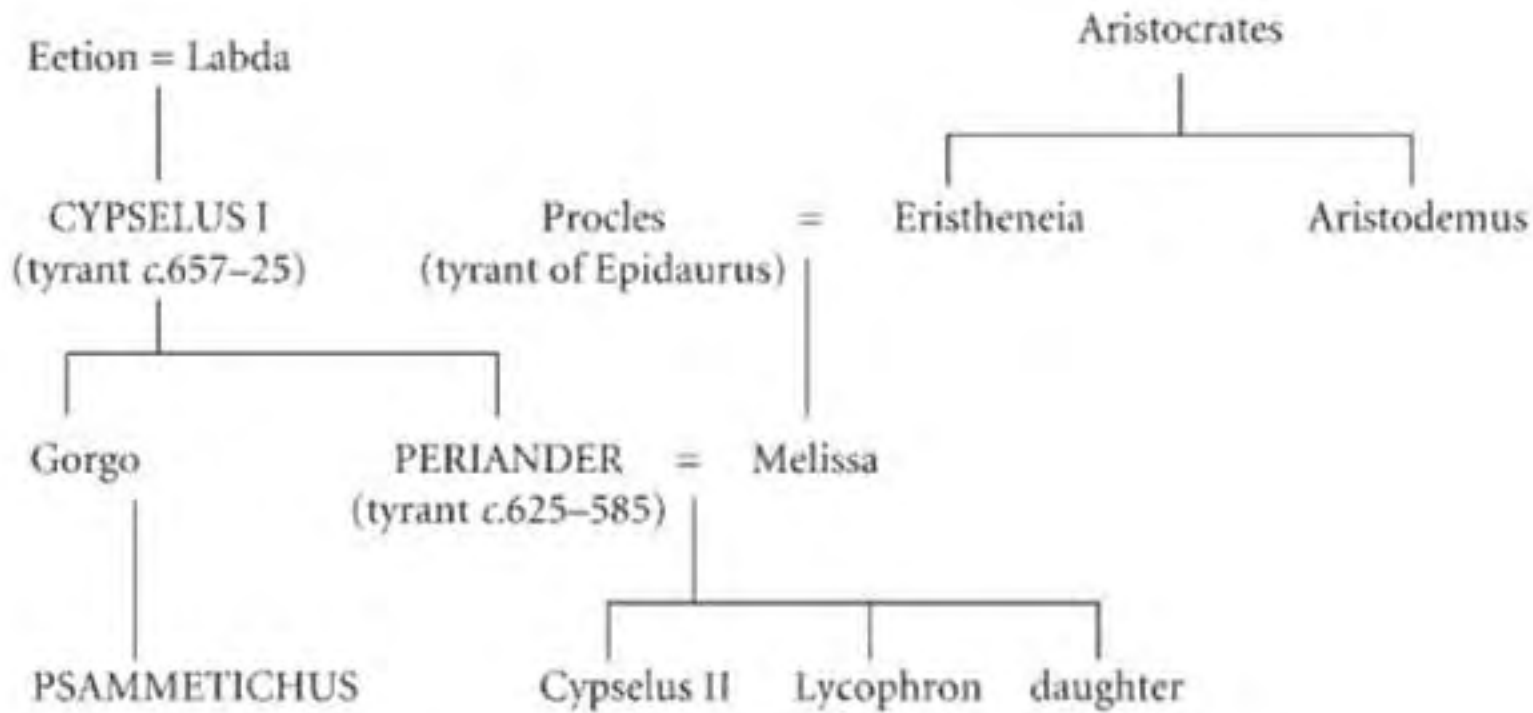 Aristocrates
Eetion = Labda
CYPSELUS I Procles = Eristheneia Aristodemus
(tyrant c.657–25) (tyrant of Epidaurus)
Gorgo PERIANDER = Melissa
(tyrant c.625–585)
PSAMMETICHUS Cypselus II Lycophron daughter